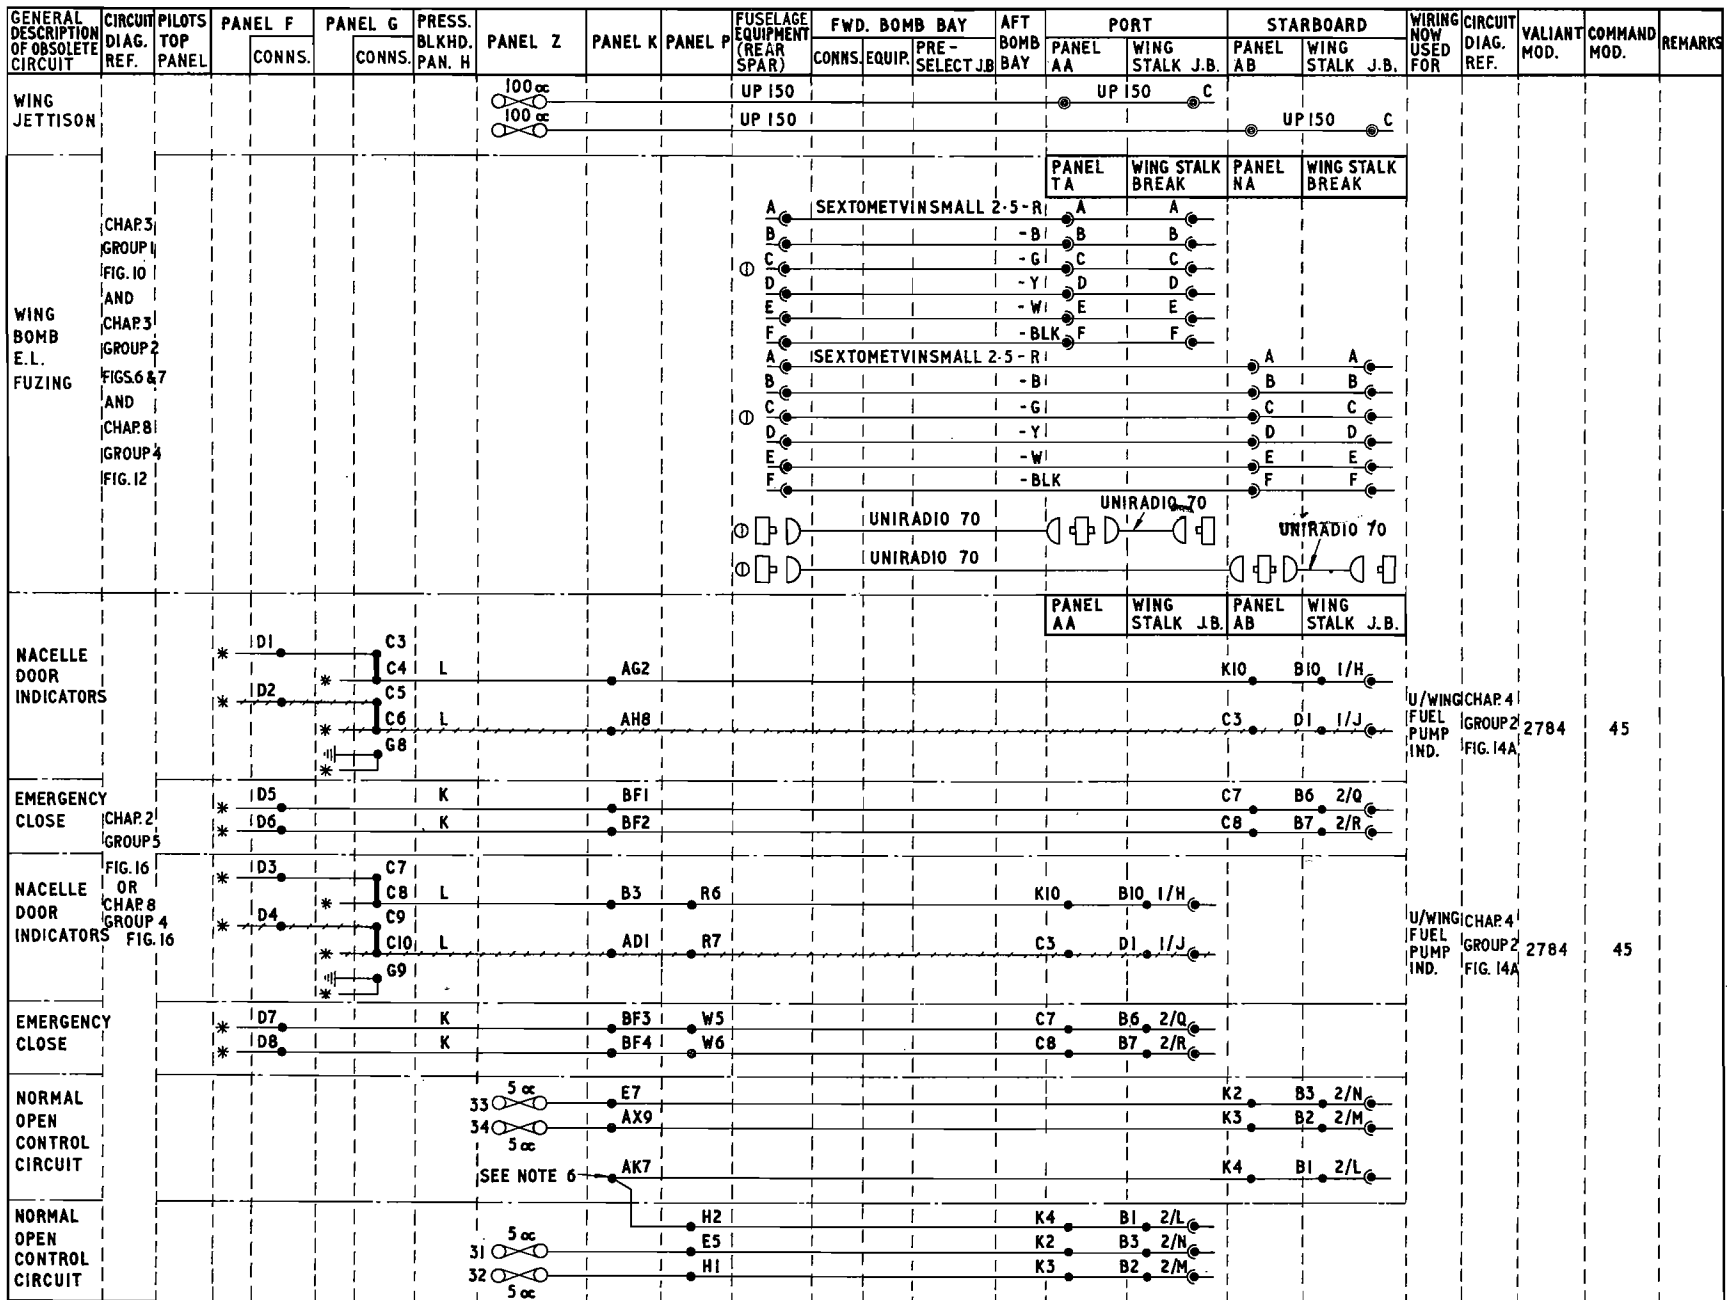 GENERAL DESCRIPTION OF OBSOLETE CIRCUIT
CIRCUIT DIAG. REF.
PILOTS TOP PANEL
PANEL F
CONNS.
PANEL G
CONNS.
PRESS. BLKHD. PAN. H
PANEL Z
PANEL K
PANEL P
FUSELAGE EQUIPMENT (REAR SPAR)
FWD. BOMB BAY
CONNS.
EQUIP.
PRE-SELECT J.B
AFT BOMB BAY
PORT
PANEL AA
WING STALK J.B.
STARBOARD
PANEL AB
WING STALK J.B.
WIRING NOW USED FOR
CIRCUIT DIAG. REF.
VALIANT MOD.
COMMAND MOD.
REMARKS
WING JETTISON
100 oc
UP 150
UP 150
C
100 oc
UP 150
UP 150
C
PANEL TA
WING STALK BREAK
PANEL NA
WING STALK BREAK
WING BOMB E.L. FUZING
CHAP. 3
GROUP 1
FIG. 10
AND
CHAP. 3
GROUP 2
FIGS. 6 & 7
AND
CHAP. 8
GROUP 4
FIG. 12
A SEXTOMETVINSMALL 2·5 - R A A
B - B B B
C - G C C
D - Y D D
E - W E E
F - BLK F F
A SEXTOMETVINSMALL 2·5 - R A A
B - B B B
C - G C C
D - Y D D
E - W E E
F - BLK F F
UNIRADIO 70
UNIRADIO 70
UNIRADIO 70
UNIRADIO 70
PANEL AA
WING STALK J.B.
PANEL AB
WING STALK J.B.
NACELLE DOOR INDICATORS
* D1 C3
* C4 L AG2 K10 B10 1/H
* D2 C5
* C6 L AH8 C3 D1 1/J
* G8
U/WING FUEL PUMP IND.
CHAP. 4 GROUP 2 FIG. 14A
2784
45
EMERGENCY CLOSE
* D5 K BF1 C7 B6 2/Q
* D6 K BF2 C8 B7 2/R
CHAP. 2
GROUP 5
FIG. 16
OR
CHAP. 8
GROUP 4
FIG. 16
NACELLE DOOR INDICATORS
* D3 C7
* C8 L B3 R6 K10 B10 1/H
* D4 C9
* C10 L AD1 R7 C3 D1 1/J
* G9
U/WING FUEL PUMP IND.
CHAP. 4 GROUP 2 FIG. 14A
2784
45
EMERGENCY CLOSE
* D7 K BF3 W5 C7 B6 2/Q
* D8 K BF4 W6 C8 B7 2/R
NORMAL OPEN CONTROL CIRCUIT
5 oc
33 E7 K2 B3 2/N
34 AX9 K3 B2 2/M
5 oc
SEE NOTE 6 AK7 K4 B1 2/L
NORMAL OPEN CONTROL CIRCUIT
H2 K4 B1 2/L
5 oc
31 E5 K2 B3 2/N
32 H1 K3 B2 2/M
5 oc